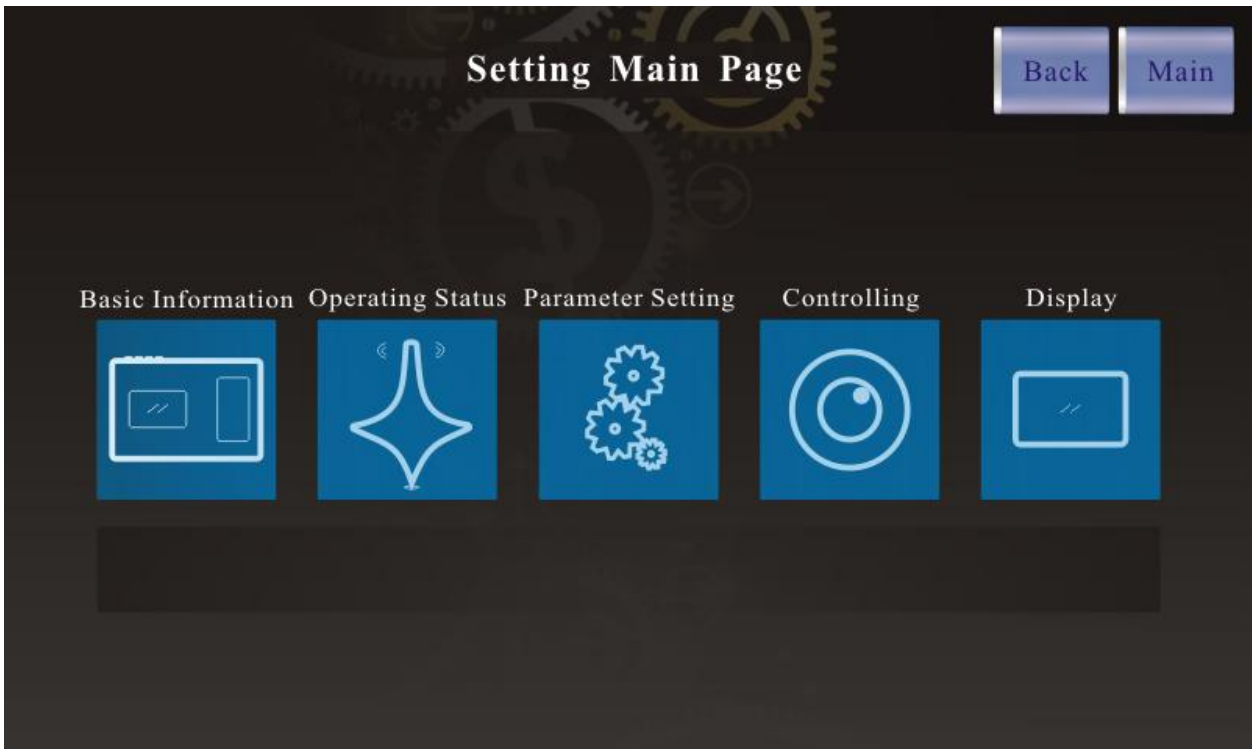 Setting Main Page
Back
Main
Basic Information
Operating Status
Parameter Setting
Controlling
Display